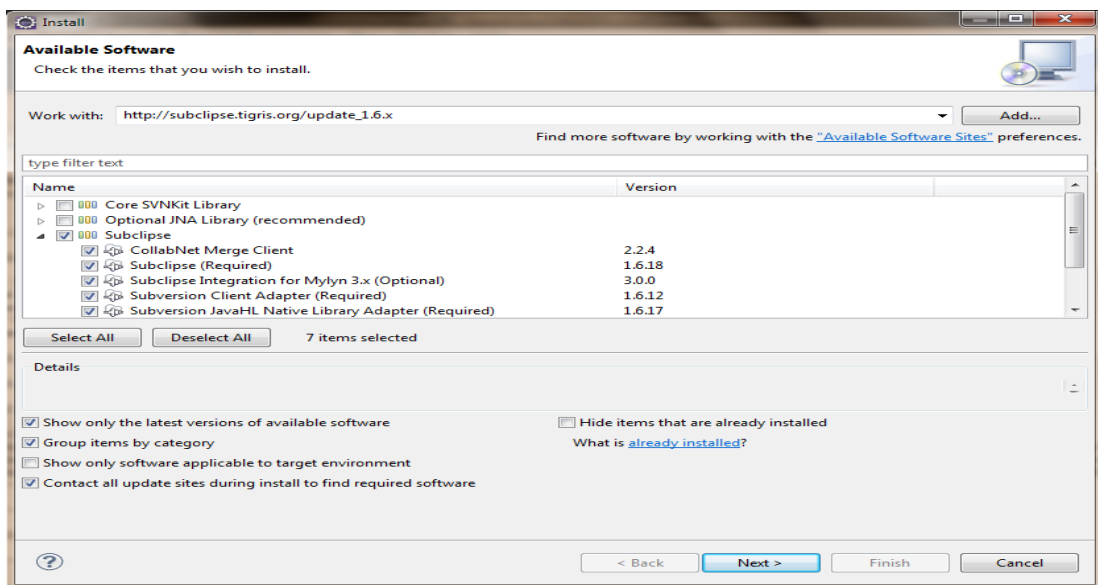 Install
Available Software
Check the items that you wish to install.
Work with: http://subclipse.tigris.org/update_1.6.x Add...
Find more software by working with the "Available Software Sites" preferences.
type filter text
Name Version
Core SVNKit Library
Optional JNA Library (recommended)
Subclipse
CollabNet Merge Client 2.2.4
Subclipse (Required) 1.6.18
Subclipse Integration for Mylyn 3.x (Optional) 3.0.0
Subversion Client Adapter (Required) 1.6.12
Subversion JavaHL Native Library Adapter (Required) 1.6.17
Select All Deselect All 7 items selected
Details
Show only the latest versions of available software Hide items that are already installed
Group items by category What is already installed?
Show only software applicable to target environment
Contact all update sites during install to find required software
< Back Next > Finish Cancel